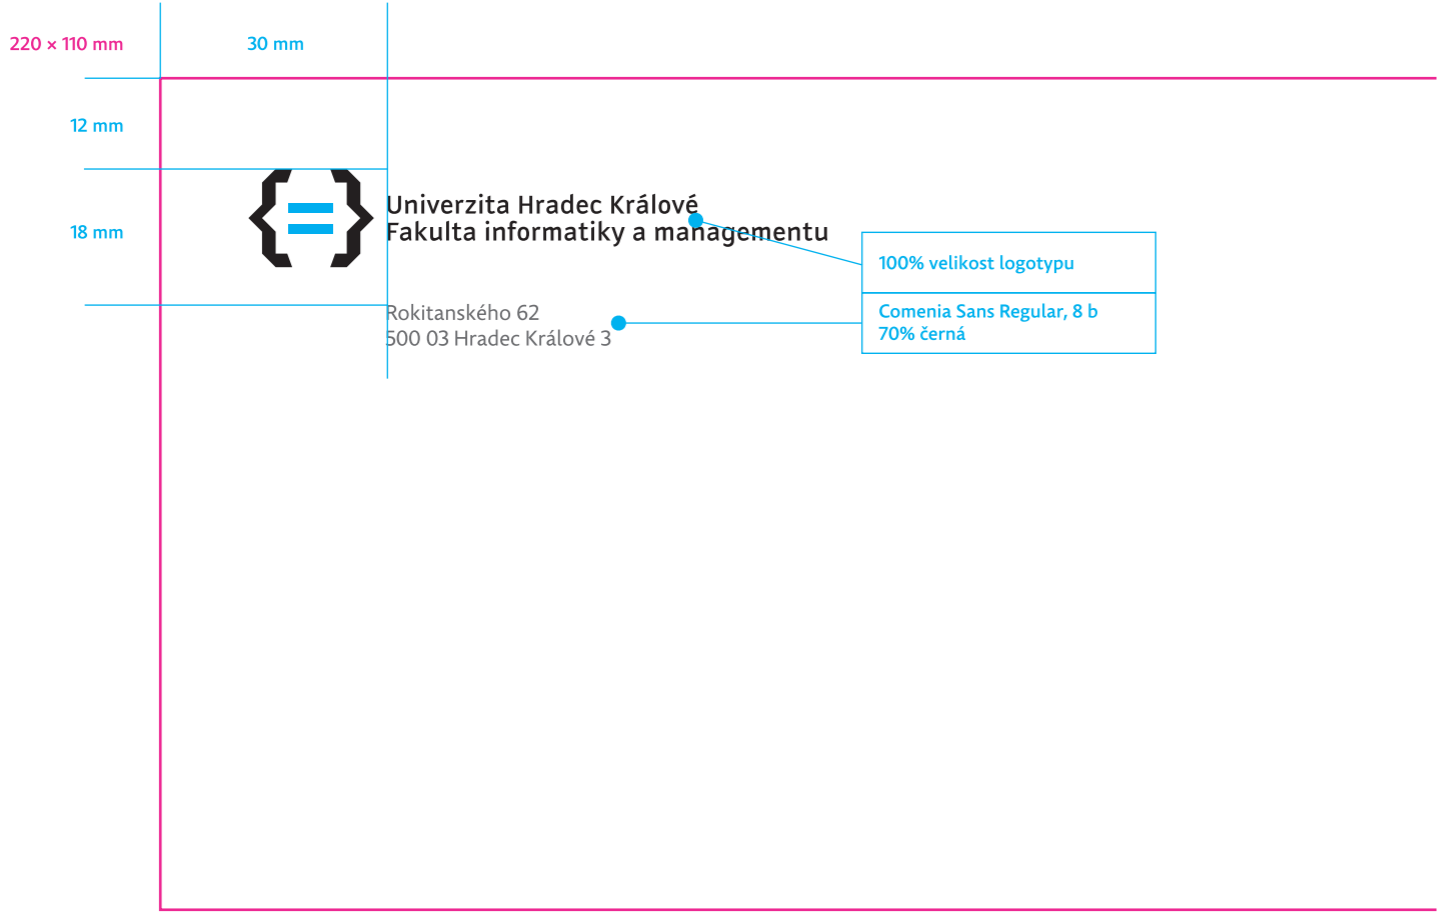 220 × 110 mm
30 mm
12 mm
18 mm
Univerzita Hradec Králové
Fakulta informatiky a managementu
100% velikost logotypu
Rokitanského 62
500 03 Hradec Králové 3
Comenia Sans Regular, 8 b
70% černá